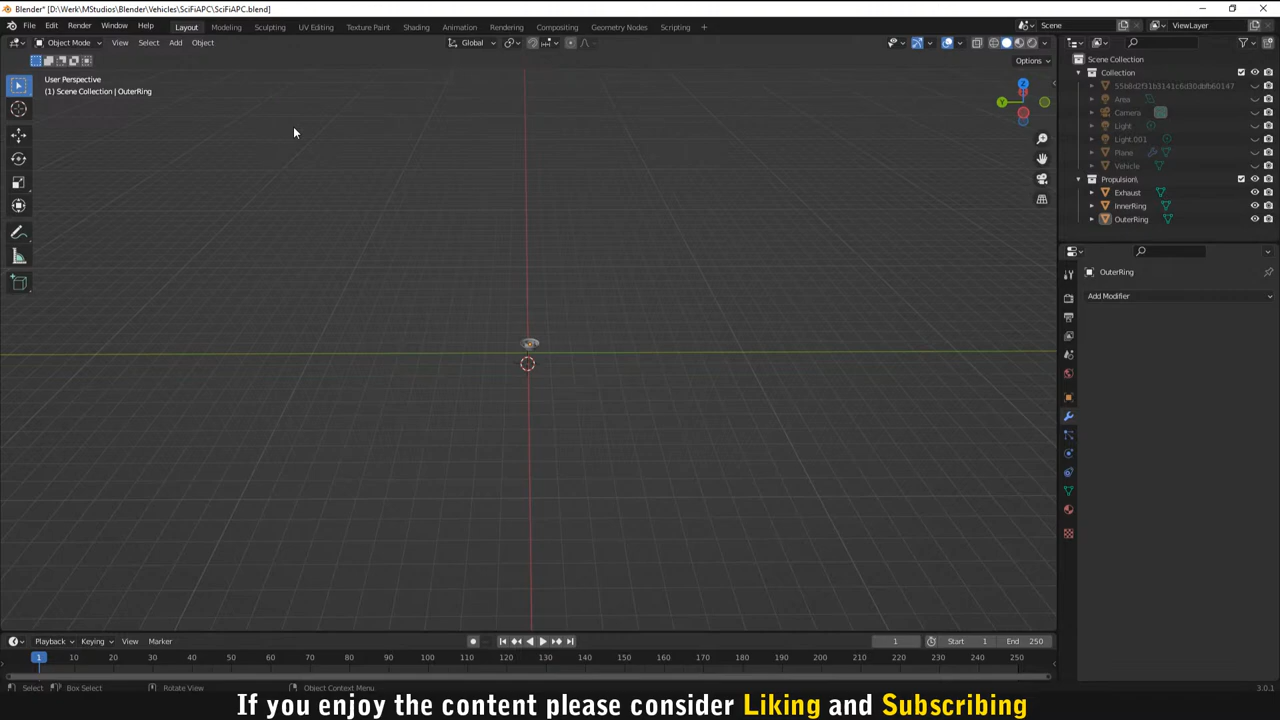 Blender* [D:\Werk\MStudios\Blender\Vehicles\SciFiAPC\SciFiAPC.blend]
File Edit Render Window Help Layout Modeling Sculpting UV Editing Texture Paint Shading Animation Rendering Compositing Geometry Nodes Scripting Scene ViewLayer
Object Mode View Select Add Object Global
Options
User Perspective
(1) Scene Collection | OuterRing
Scene Collection
Collection
55b8d2f31b3141c6d30dbfb60147
Area
Camera
Light
Light.001
Plane
Vehicle
Propulsion\
Exhaust
InnerRing
OuterRing
OuterRing
Add Modifier
X
Y
Z
Playback Keying View Marker 1 Start 1 End 250
1 10 20 30 40 50 60 70 80 90 100 110 120 130 140 150 160 170 180 190 200 210 220 230 240 250
Select Box Select Rotate View Object Context Menu 3.0.1
If you enjoy the content please consider Liking and Subscribing